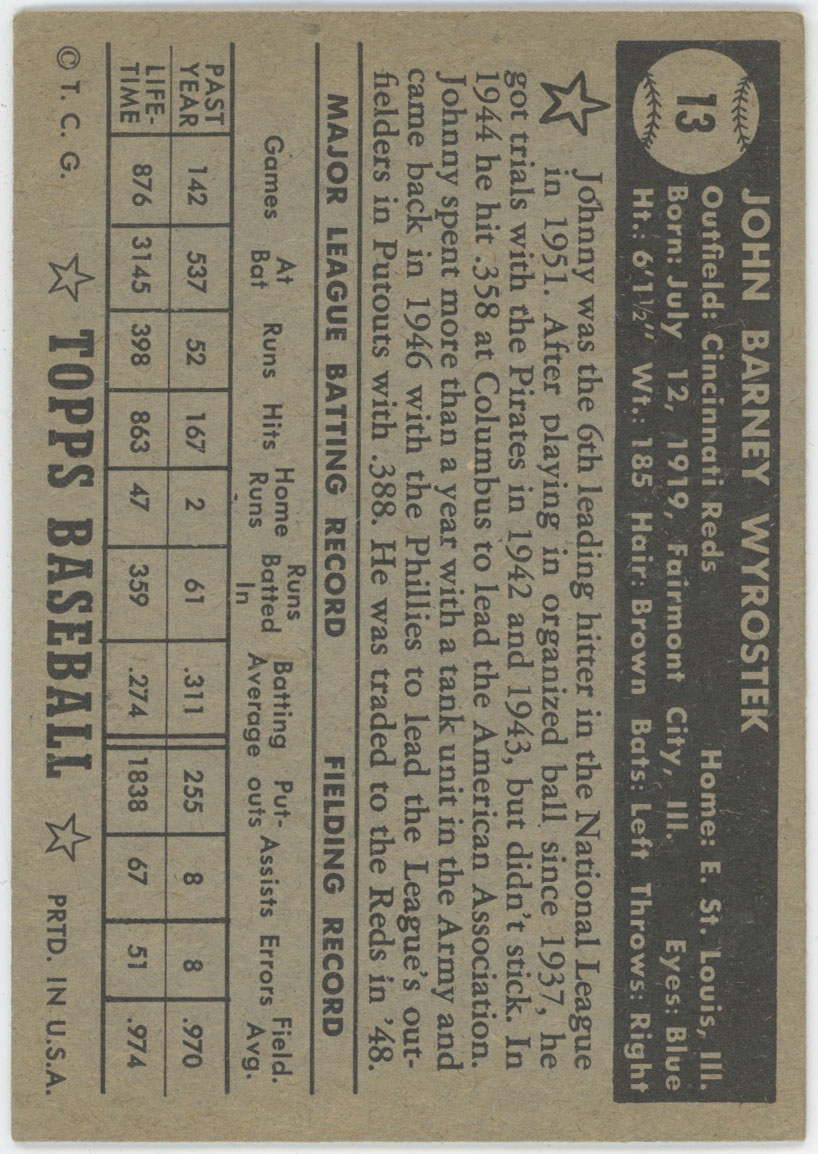 13
JOHN BARNEY WYROSTEK
Outfield: Cincinnati Reds Home: E. St. Louis, Ill.
Born: July 12, 1919, Fairmont City, Ill. Eyes: Blue
Ht.: 6'1½" Wt.: 185 Hair: Brown Bats: Left Throws: Right
Johnny was the 6th leading hitter in the National League
in 1951. After playing in organized ball since 1937, he
got trials with the Pirates in 1942 and 1943, but didn't stick. In
1944 he hit .358 at Columbus to lead the American Association.
Johnny spent more than a year with a tank unit in the Army and
came back in 1946 with the Phillies to lead the League's out-
fielders in Putouts with .388. He was traded to the Reds in '48.
MAJOR LEAGUE BATTING RECORD FIELDING RECORD
Games At Bat Runs Hits Home Runs Runs Batted In Batting Average Put-outs Assists Errors Field. Avg.
PAST YEAR 142 537 52 167 2 61 .311 255 8 8 .970
LIFE-TIME 876 3145 398 863 47 359 .274 1838 67 51 .974
© T. C. G. TOPPS BASEBALL PRTD. IN U.S.A.